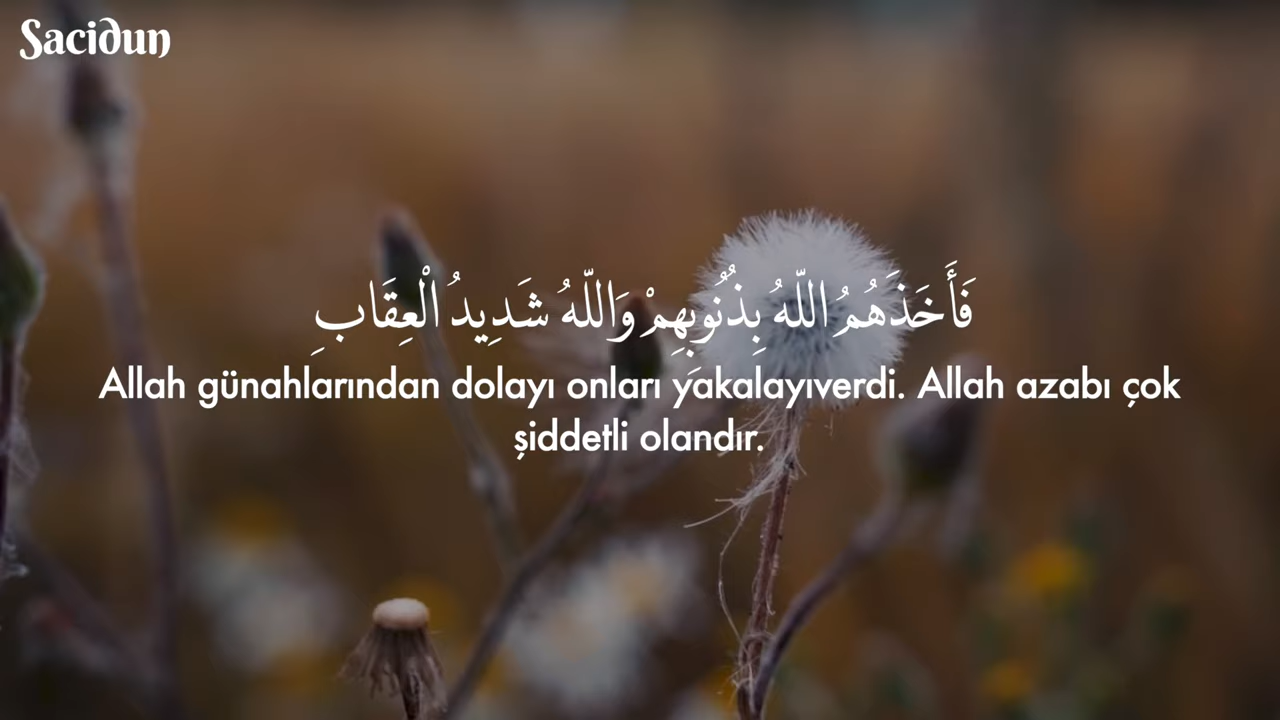 Sacidun
فَأَخَذَهُمُ اللّهُ بِذُنُوبِهِمْ وَاللّهُ شَدِيدُ الْعِقَابِ
Allah günahlarından dolayı onları yakalayıverdi. Allah azabı çok
şiddetli olandır.